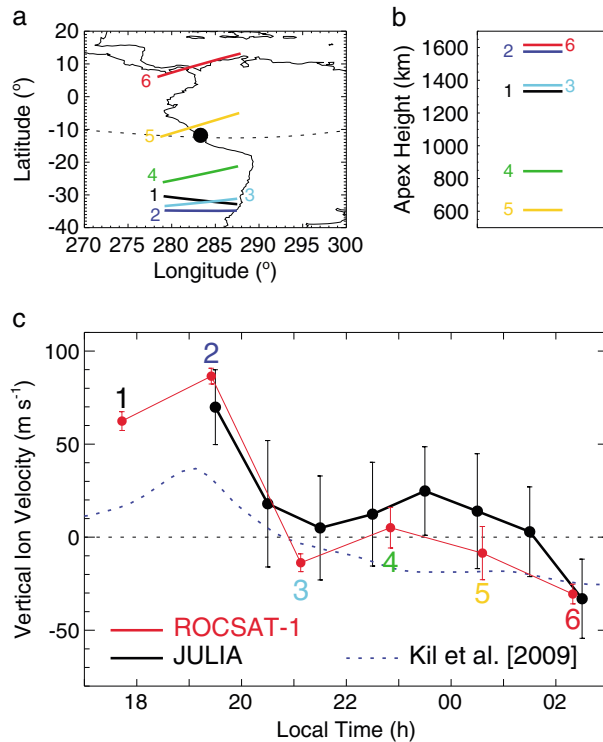 a
20
10
0
-10
-20
-30
-40
Latitude (°)
6
5
4
1
3
2
270 275 280 285 290 295 300
Longitude (°)
b
1600
1400
1200
1000
800
600
Apex Height (km)
2
6
1
3
4
5
c
100
50
0
-50
Vertical Ion Velocity (m s⁻¹)
1
2
3
4
5
6
ROCSAT-1
JULIA
Kil et al. [2009]
18 20 22 00 02
Local Time (h)